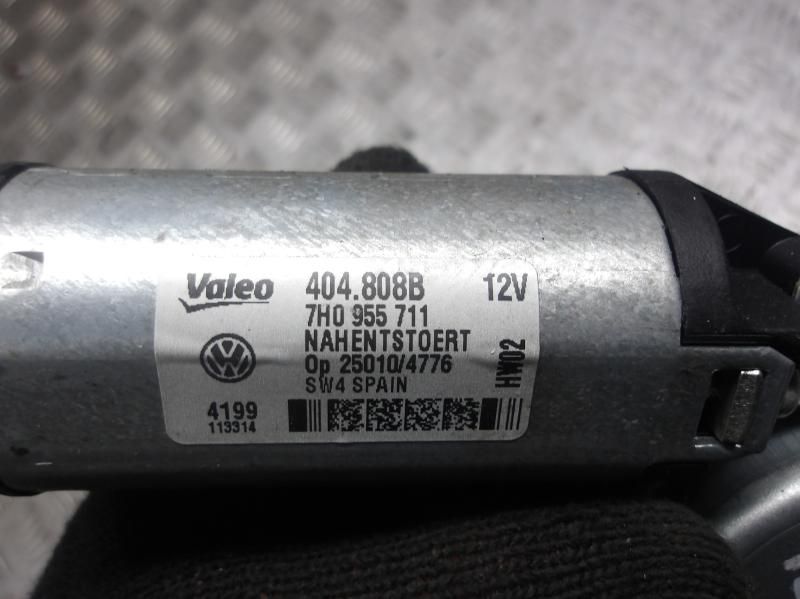 Valeo 404.808B 12V
7H0 955 711
NAHENTSTOERT
Op 25010/4776
SW4 SPAIN
HW02
4199
113314